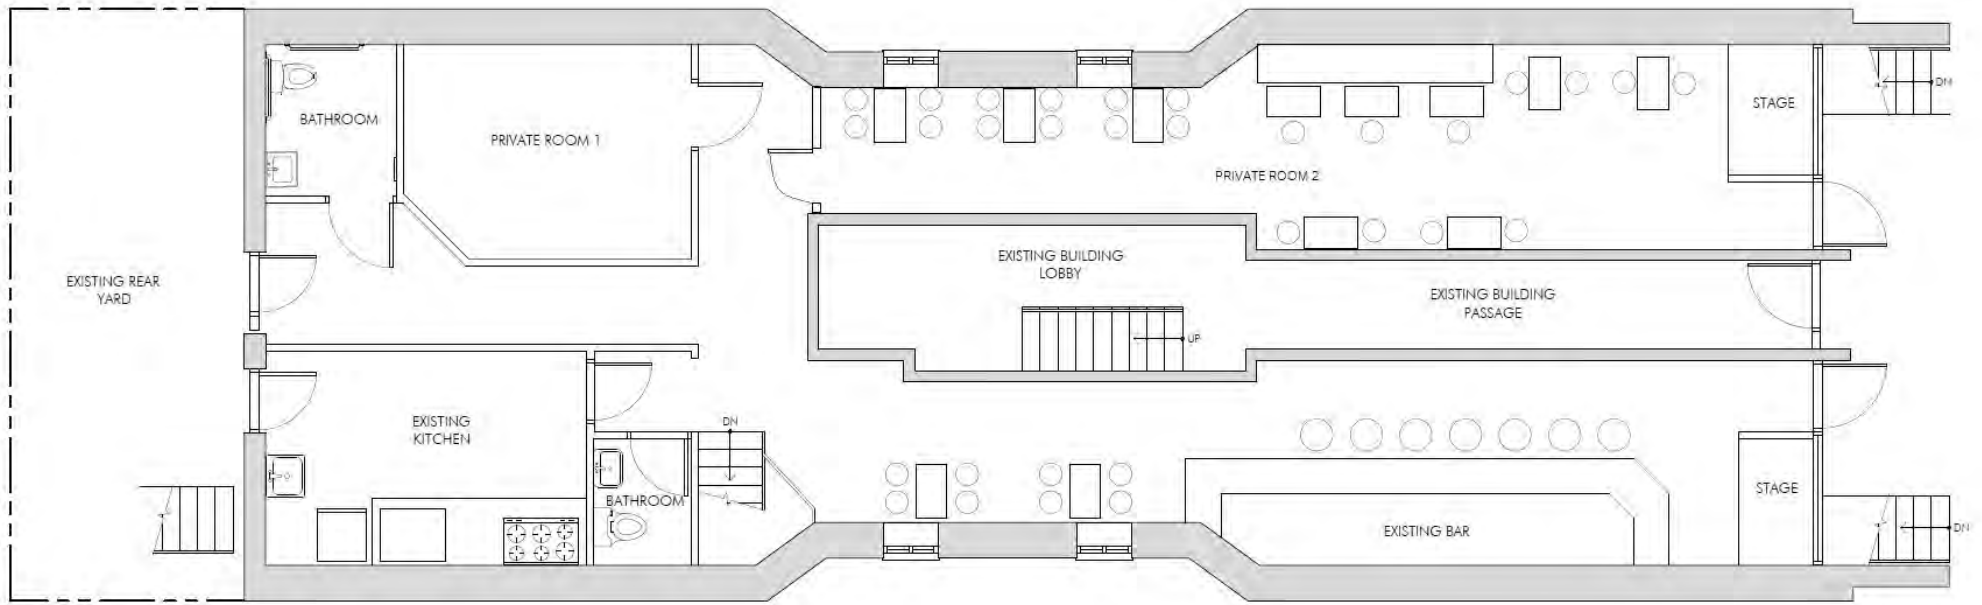 BATHROOM
PRIVATE ROOM 1
STAGE
DN
PRIVATE ROOM 2
EXISTING REAR
YARD
EXISTING BUILDING
LOBBY
EXISTING BUILDING
PASSAGE
UP
EXISTING
KITCHEN
DN
BATHROOM
STAGE
EXISTING BAR
DN